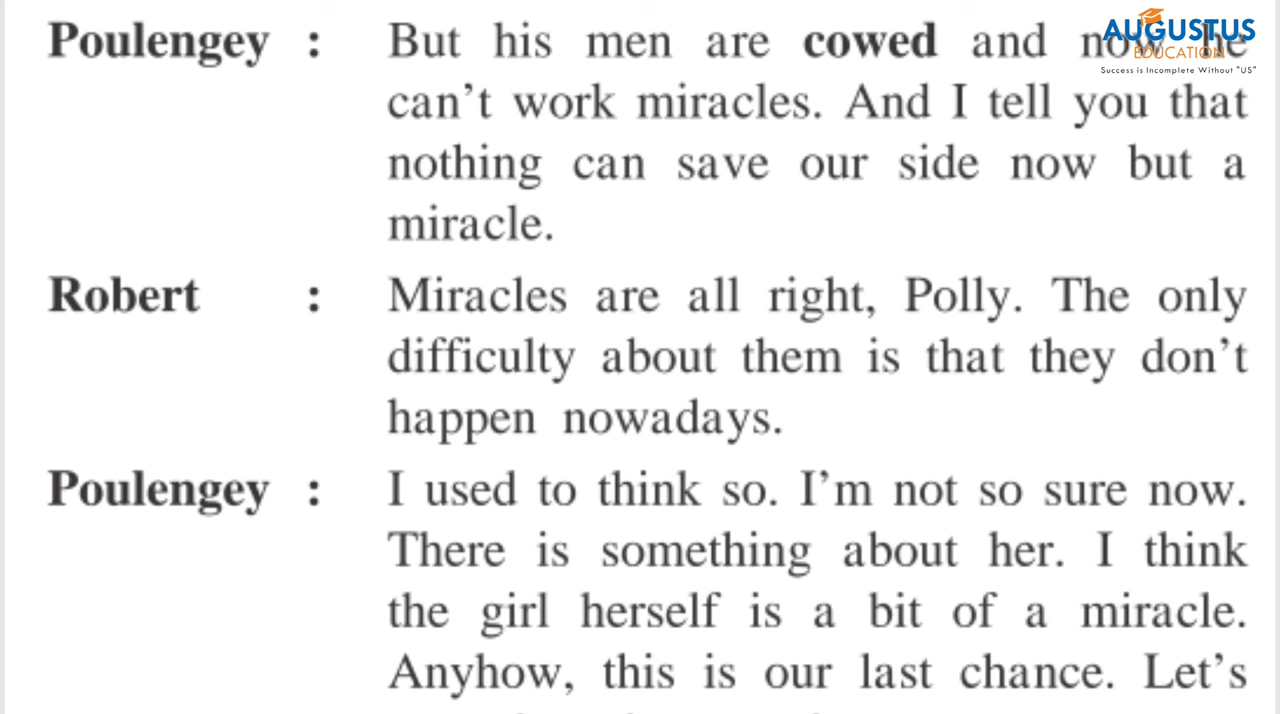 AUGUSTUS
EDUCATION
Success is Incomplete Without "US"
Poulengey : But his men are cowed and now he
can't work miracles. And I tell you that
nothing can save our side now but a
miracle.
Robert : Miracles are all right, Polly. The only
difficulty about them is that they don't
happen nowadays.
Poulengey : I used to think so. I'm not so sure now.
There is something about her. I think
the girl herself is a bit of a miracle.
Anyhow, this is our last chance. Let's